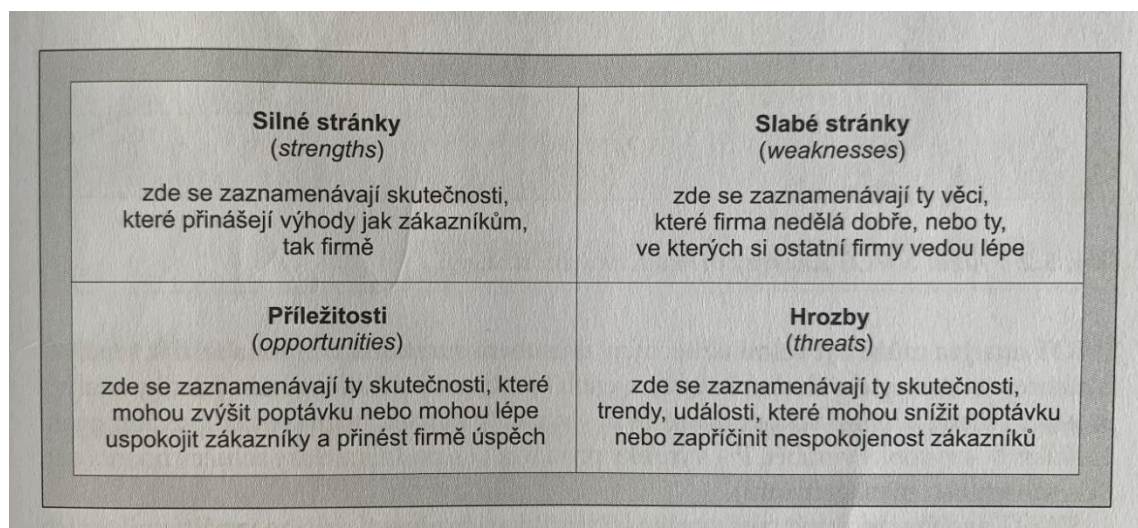 Silné stránky
(strengths)
zde se zaznamenávají skutečnosti,
které přinášejí výhody jak zákazníkům,
tak firmě
Slabé stránky
(weaknesses)
zde se zaznamenávají ty věci,
které firma nedělá dobře, nebo ty,
ve kterých si ostatní firmy vedou lépe
Příležitosti
(opportunities)
zde se zaznamenávají ty skutečnosti, které
mohou zvýšit poptávku nebo mohou lépe
uspokojit zákazníky a přinést firmě úspěch
Hrozby
(threats)
zde se zaznamenávají ty skutečnosti,
trendy, události, které mohou snížit poptávku
nebo zapříčinit nespokojenost zákazníků